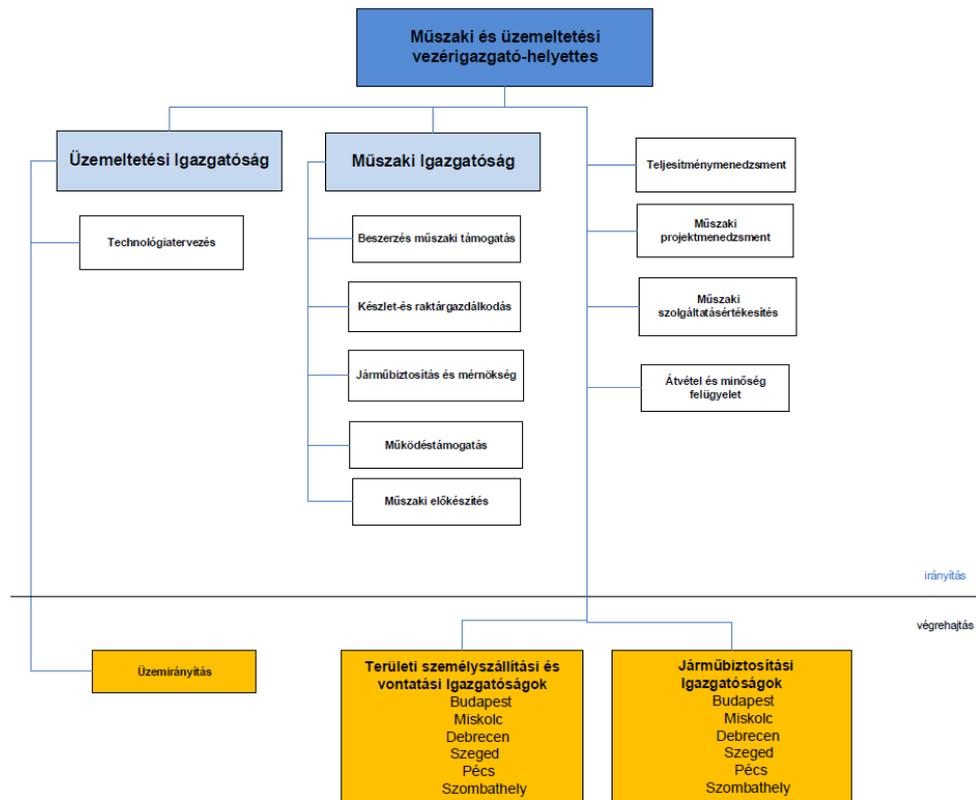 Műszaki és üzemeltetési
vezérigazgató-helyettes
Üzemeltetési Igazgatóság
Technológiatervezés
Műszaki Igazgatóság
Beszerzés műszaki támogatás
Készlet-és raktárgazdálkodás
Járműbiztosítás és mérnökség
Működéstámogatás
Műszaki előkészítés
Teljesítménymenedzsment
Műszaki
projektmenedzsment
Műszaki
szolgáltatásértékesítés
Átvétel és minőség
felügyelet
irányítás
végrehajtás
Üzemirányítás
Területi személyszállítási és
vontatási Igazgatóságok
Budapest
Miskolc
Debrecen
Szeged
Pécs
Szombathely
Járműbiztosítási
Igazgatóságok
Budapest
Miskolc
Debrecen
Szeged
Pécs
Szombathely